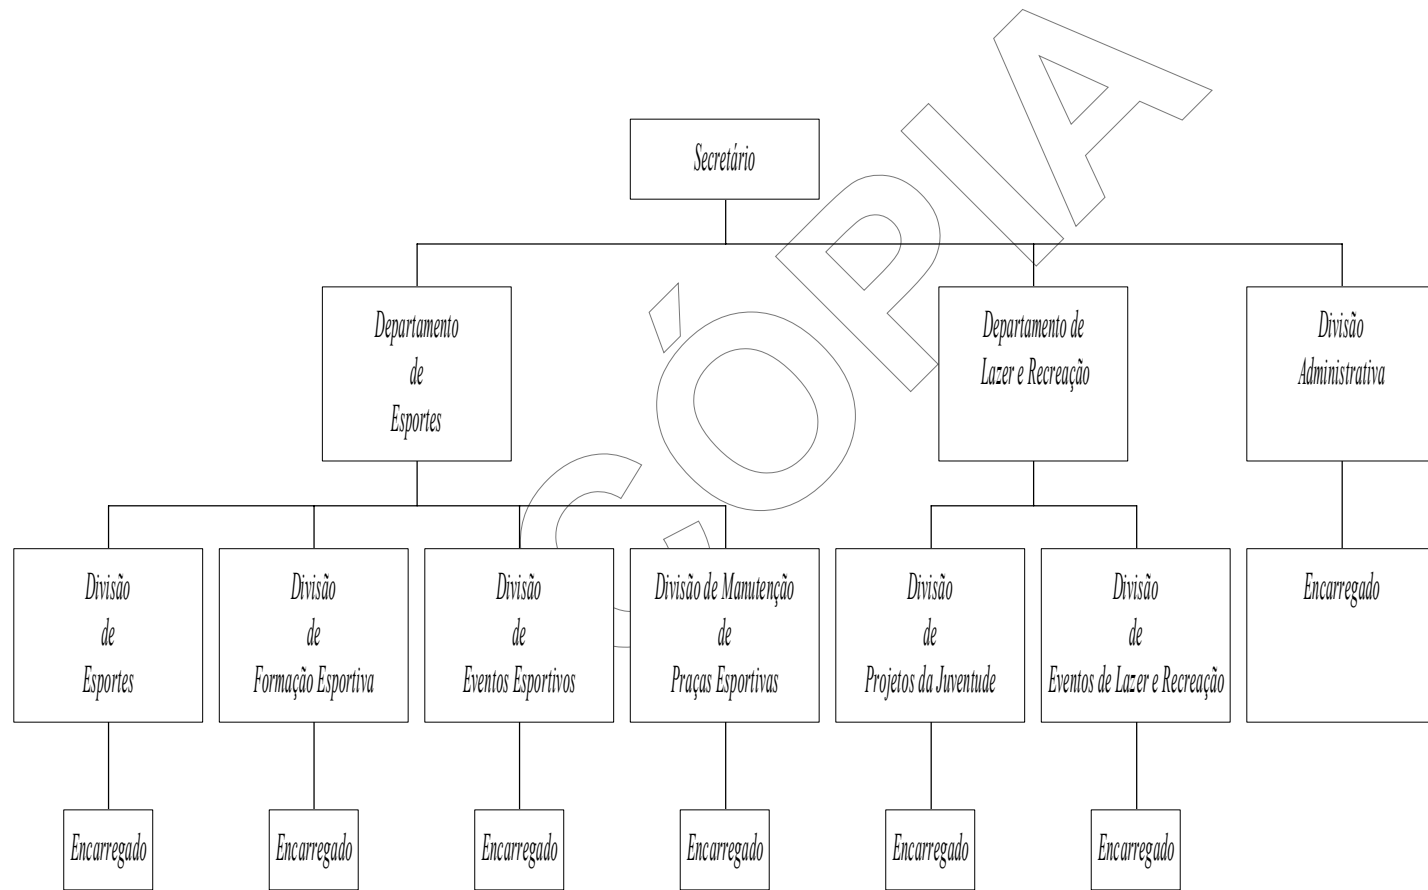 Secretário
Departamento
de
Esportes
Departamento de
Lazer e Recreação
Divisão
Administrativa
Divisão
de
Esportes
Divisão
de
Formação Esportiva
Divisão
de
Eventos Esportivos
Divisão de Manutenção
de
Praças Esportivas
Divisão
de
Projetos da Juventude
Divisão
de
Eventos de Lazer e Recreação
Encarregado
Encarregado
Encarregado
Encarregado
Encarregado
Encarregado
Encarregado
CÓPIA